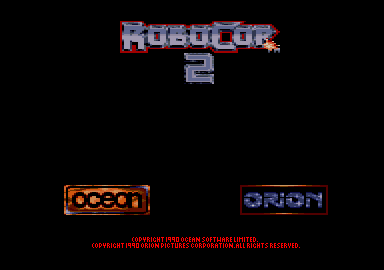 ROBOCOP
2
ocean
ORION
COPYRIGHT 1990 OCEAN SOFTWARE LIMITED.
COPYRIGHT 1990 ORION PICTURES CORPORATION. ALL RIGHTS RESERVED.